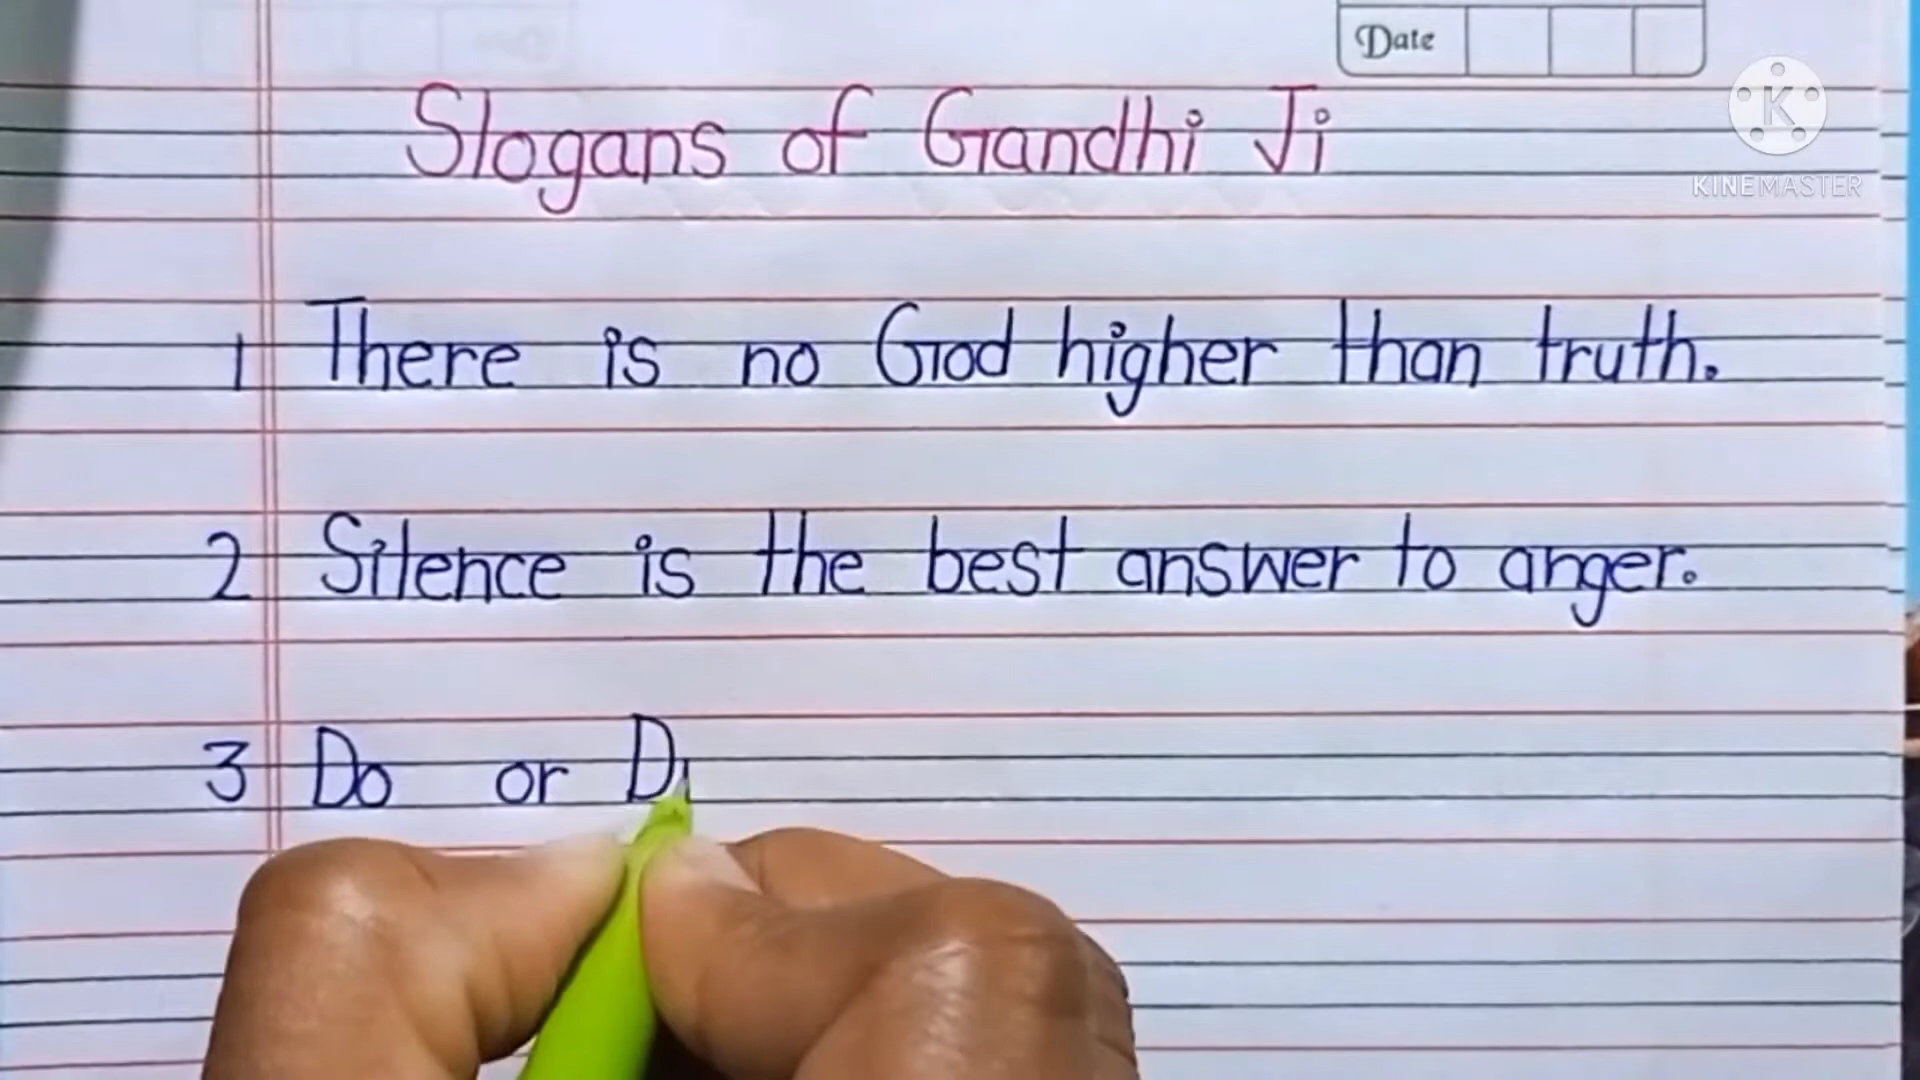 Date
KINEMASTER
Slogans of Gandhi Ji
1 There is no God higher than truth.
2 Silence is the best answer to anger.
3 Do or Di